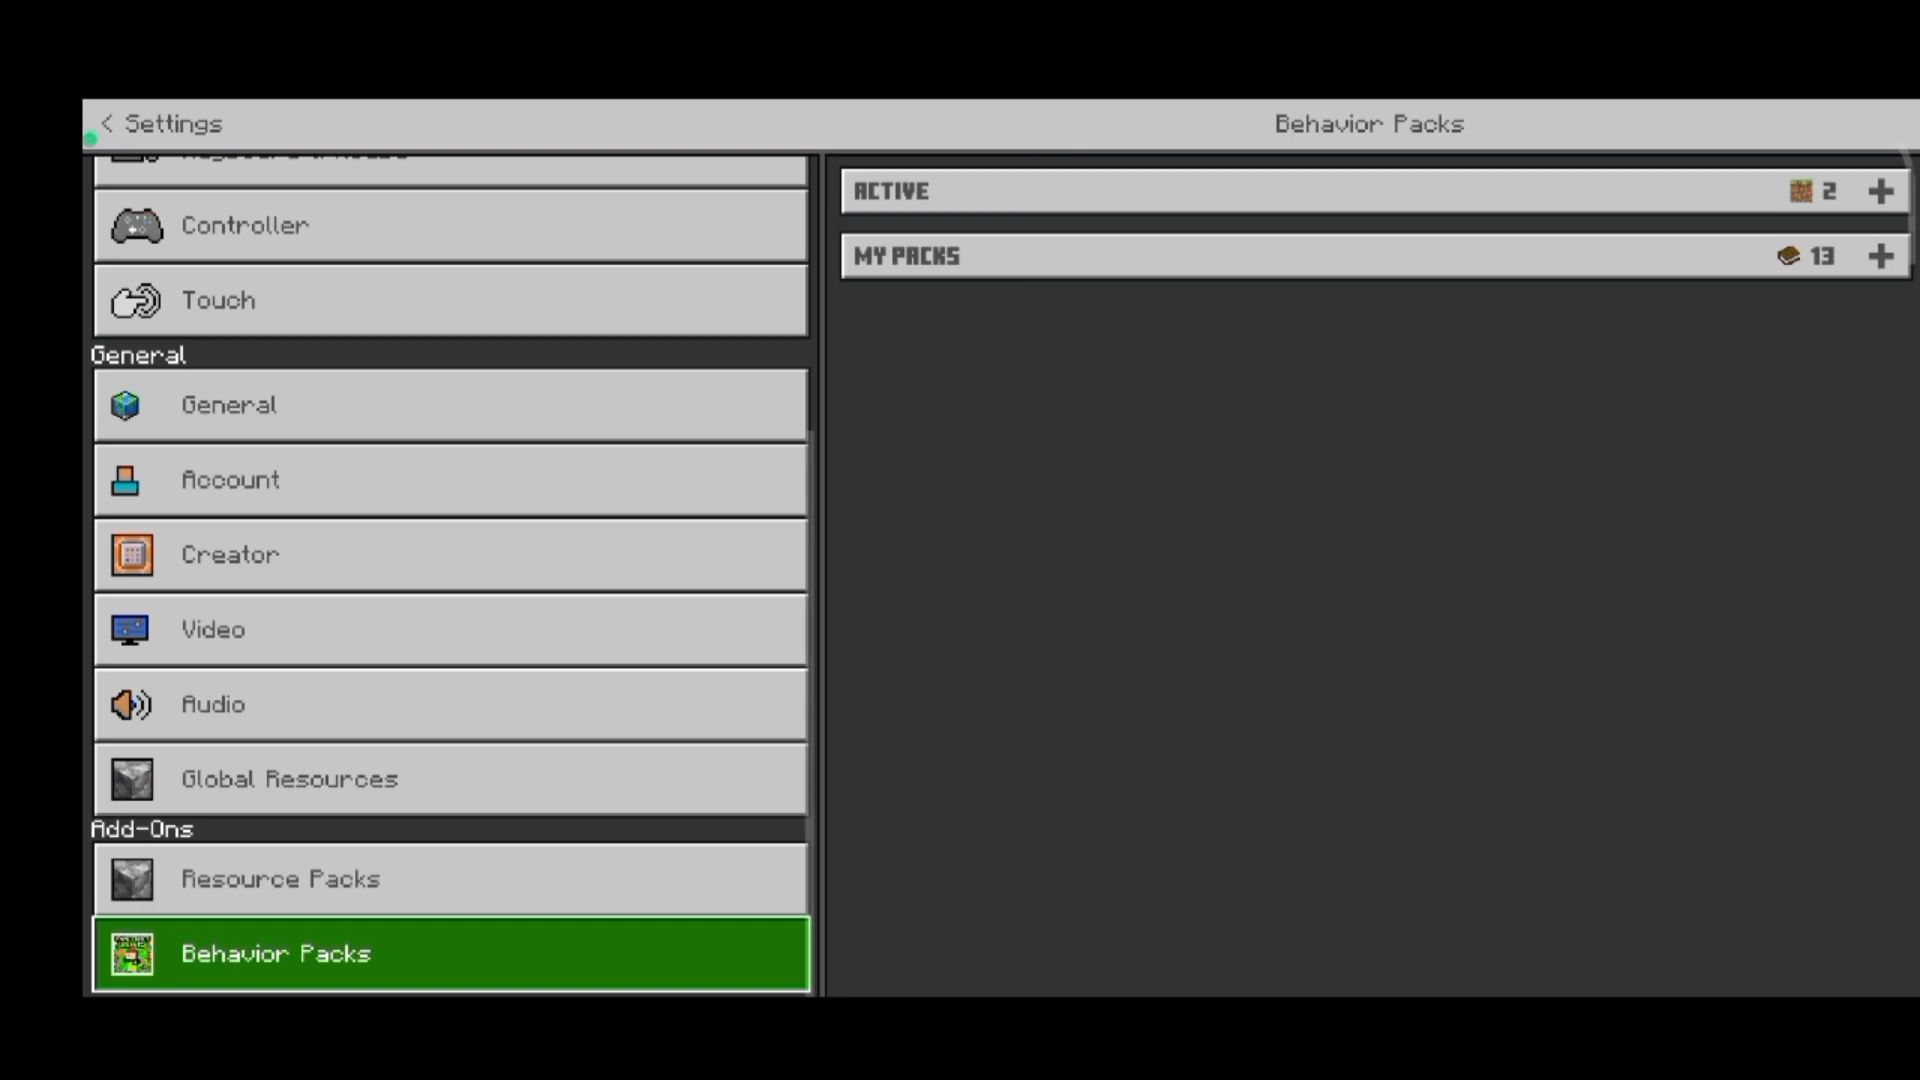 < Settings
Behavior Packs
Controller
Touch
General
General
Account
Creator
Video
Audio
Global Resources
Add-Ons
Resource Packs
Behavior Packs
ACTIVE
2
MY PACKS
13